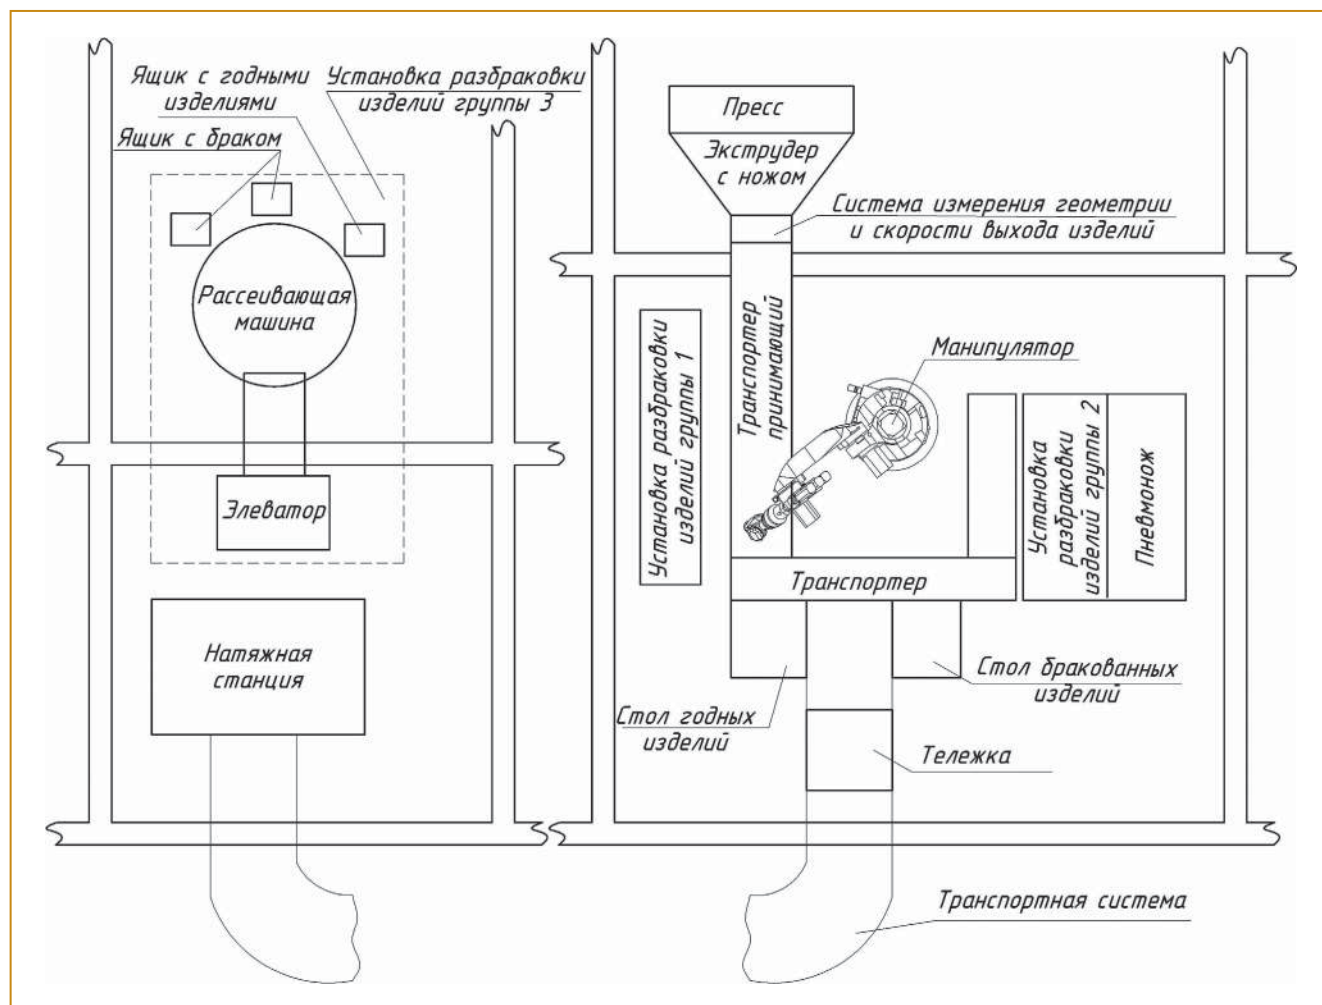 Ящик с годными
изделиями
Установка разбраковки
изделий группы 3
Ящик с браком
Рассеивающая
машина
Элеватор
Натяжная
станция
Пресс
Экструдер
с ножом
Система измерения геометрии
и скорости выхода изделий
Транспортер
принимающий
Установка разбраковки
изделий группы 1
Манипулятор
Установка
разбраковки
изделий группы 2
Пневмонож
Транспортер
Стол бракованных
изделий
Стол годных
изделий
Тележка
Транспортная система